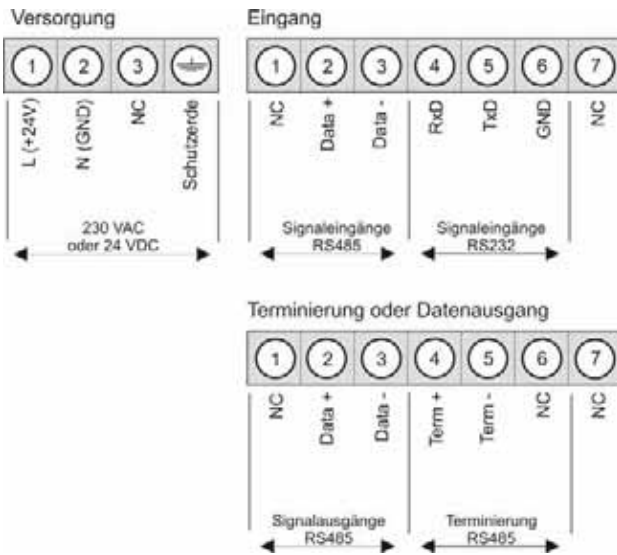 Versorgung
1 2 3
L (+24V)
N (GND)
NC
Schutzerde
230 VAC
oder 24 VDC
Eingang
1 2 3 4 5 6 7
NC
Data +
Data -
RxD
TxD
GND
NC
Signaleingänge
RS485
Signaleingänge
RS232
Terminierung oder Datenausgang
1 2 3 4 5 6 7
NC
Data +
Data -
Term +
Term -
NC
NC
Signalausgänge
RS485
Terminierung
RS485